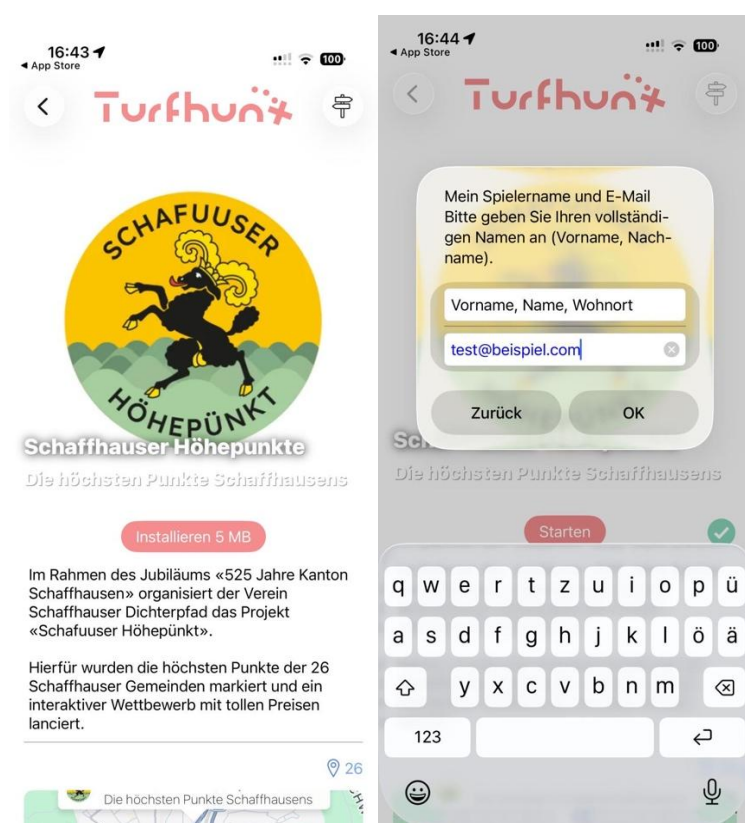 16:43
◀ App Store
100
Turfhunt
SCHAFUUSER
HÖHEPÜNKT
Schaffhauser Höhepunkte
Die höchsten Punkte Schaffhausens
Installieren 5 MB
Im Rahmen des Jubiläums «525 Jahre Kanton
Schaffhausen» organisiert der Verein
Schaffhauser Dichterpfad das Projekt
«Schafuuser Höhepünkt».
Hierfür wurden die höchsten Punkte der 26
Schaffhauser Gemeinden markiert und ein
interaktiver Wettbewerb mit tollen Preisen
lanciert.
26
Die höchsten Punkte Schaffhausens
16:44
◀ App Store
100
Turfhunt
Mein Spielername und E-Mail
Bitte geben Sie Ihren vollständi-
gen Namen an (Vorname, Nach-
name).
Vorname, Name, Wohnort
test@beispiel.com
Zurück OK
Sch
Die höchsten Punkte Schaffhausens
Starten
q w e r t z u i o p ü
a s d f g h j k l ö ä
y x c v b n m
123